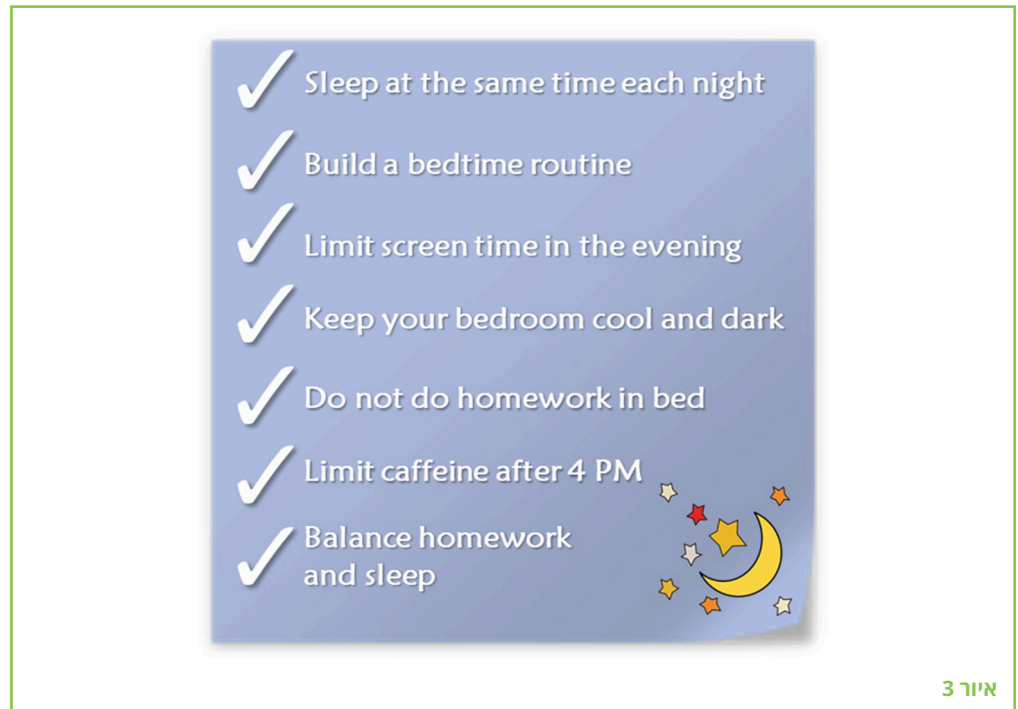 Sleep at the same time each night
Build a bedtime routine
Limit screen time in the evening
Keep your bedroom cool and dark
Do not do homework in bed
Limit caffeine after 4 PM
Balance homework
and sleep
איור 3